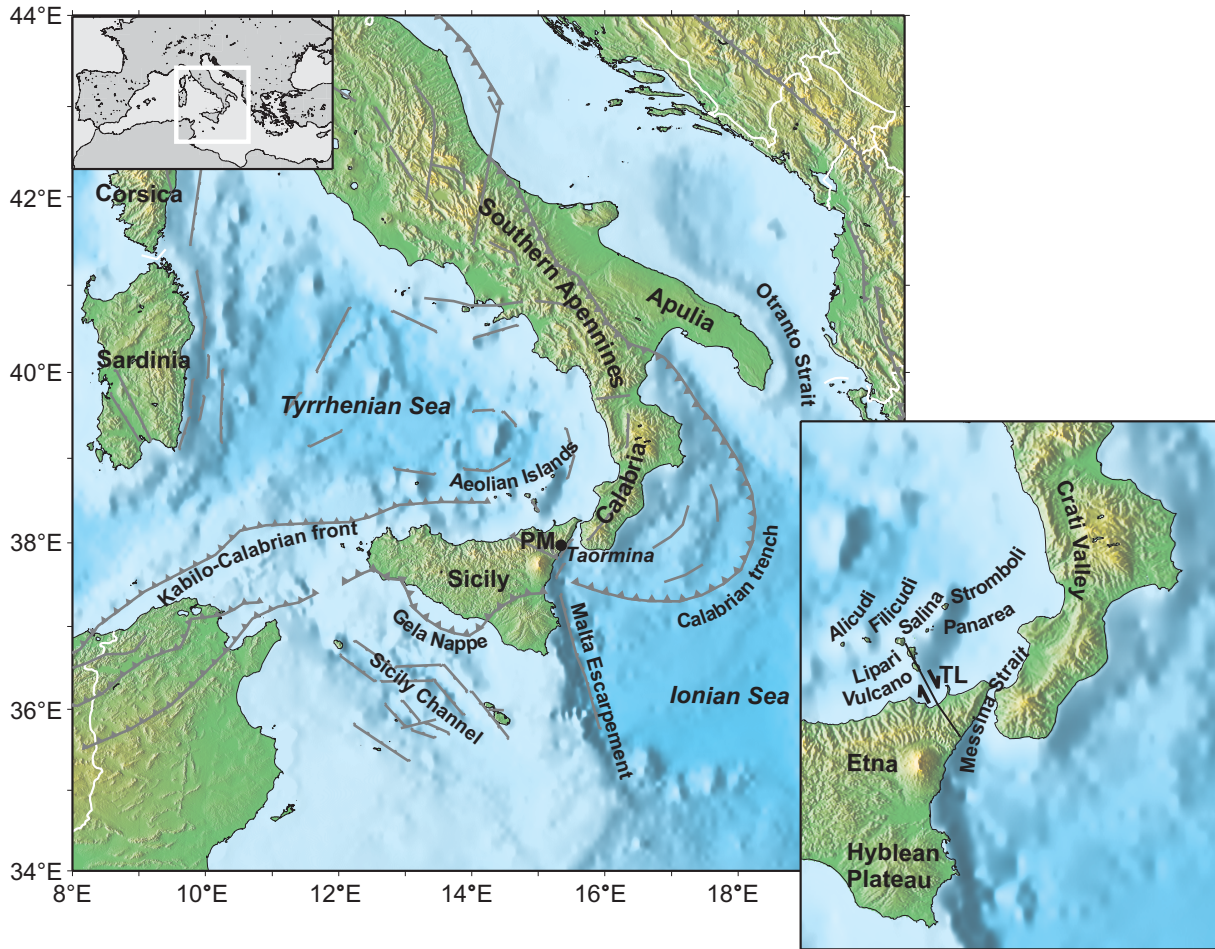 44°E
42°E
40°E
38°E
36°E
34°E
8°E
10°E
12°E
14°E
16°E
18°E
Corsica
Sardinia
Southern Apennines
Apulia
Otranto Strait
Tyrrhenian Sea
Aeolian Islands
Calabria
Kabilo-Calabrian front
PM
Taormina
Sicily
Calabrian trench
Gela Nappe
Malta Escarpement
Sicily Channel
Ionian Sea
Crati Valley
Alicudi
Filicudi
Salina
Stromboli
Panarea
Lipari
Vulcano
TL
Messina Strait
Etna
Hyblean
Plateau